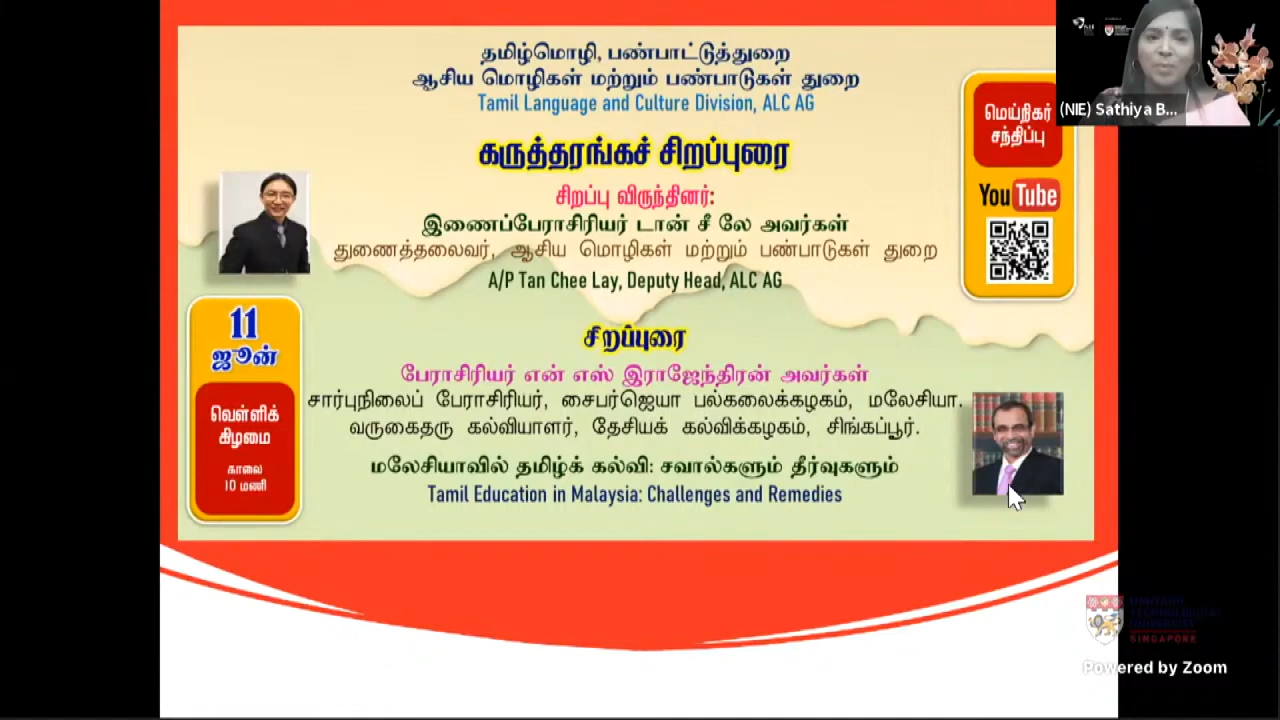 தமிழ்மொழி, பண்பாட்டுத்துறை
ஆசிய மொழிகள் மற்றும் பண்பாடுகள் துறை
Tamil Language and Culture Division, ALC AG
கருத்தரங்கச் சிறப்புரை
சிறப்பு விருந்தினர்:
இணைப்பேராசிரியர் டான் சீ லே அவர்கள்
துணைத்தலைவர், ஆசிய மொழிகள் மற்றும் பண்பாடுகள் துறை
A/P Tan Chee Lay, Deputy Head, ALC AG
சிறப்புரை
பேராசிரியர் என் எஸ் இராஜேந்திரன் அவர்கள்
சார்புநிலைப் பேராசிரியர், சைபர்ஜெயா பல்கலைக்கழகம், மலேசியா.
வருகைதரு கல்வியாளர், தேசியக் கல்விக்கழகம், சிங்கப்பூர்.
மலேசியாவில் தமிழ்க் கல்வி: சவால்களும் தீர்வுகளும்
Tamil Education in Malaysia: Challenges and Remedies
11
ஜூன்
வெள்ளிக்
கிழமை
காலை
10 மணி
மெய்நிகர்
சந்திப்பு
YouTube
(NIE) Sathiya B...
NANYANG
TECHNOLOGICAL
UNIVERSITY
SINGAPORE
Powered by Zoom